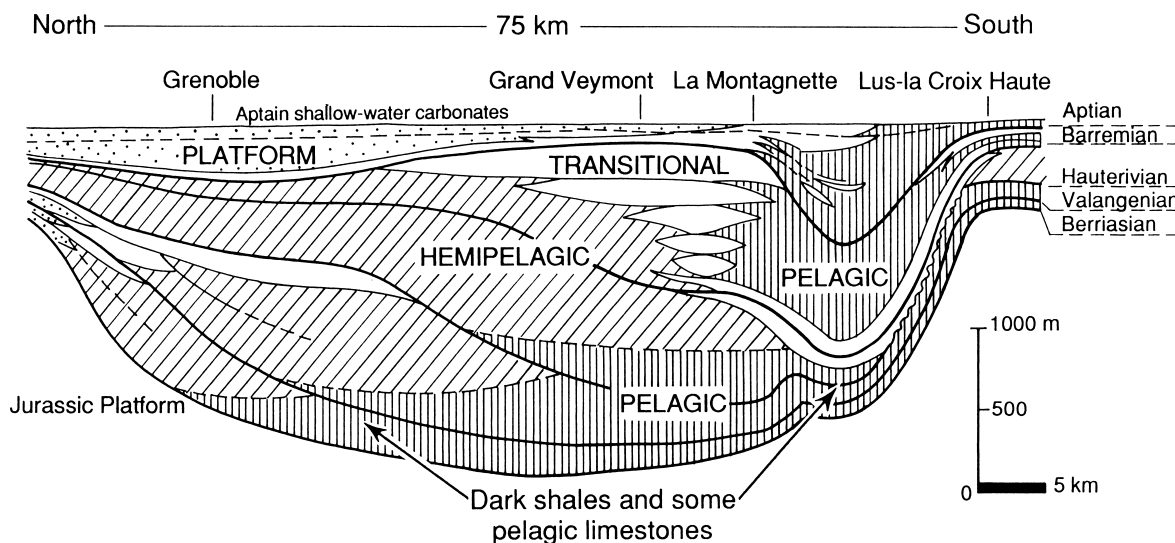 North 75 km South
Grenoble Grand Veymont La Montagnette Lus-la Croix Haute
Aptain shallow-water carbonates
Aptian
PLATFORM
Barremian
TRANSITIONAL
Hauterivian
Valangenian
Berriasian
HEMIPELAGIC
PELAGIC
1000 m
Jurassic Platform
PELAGIC
500
0 5 km
Dark shales and some
pelagic limestones